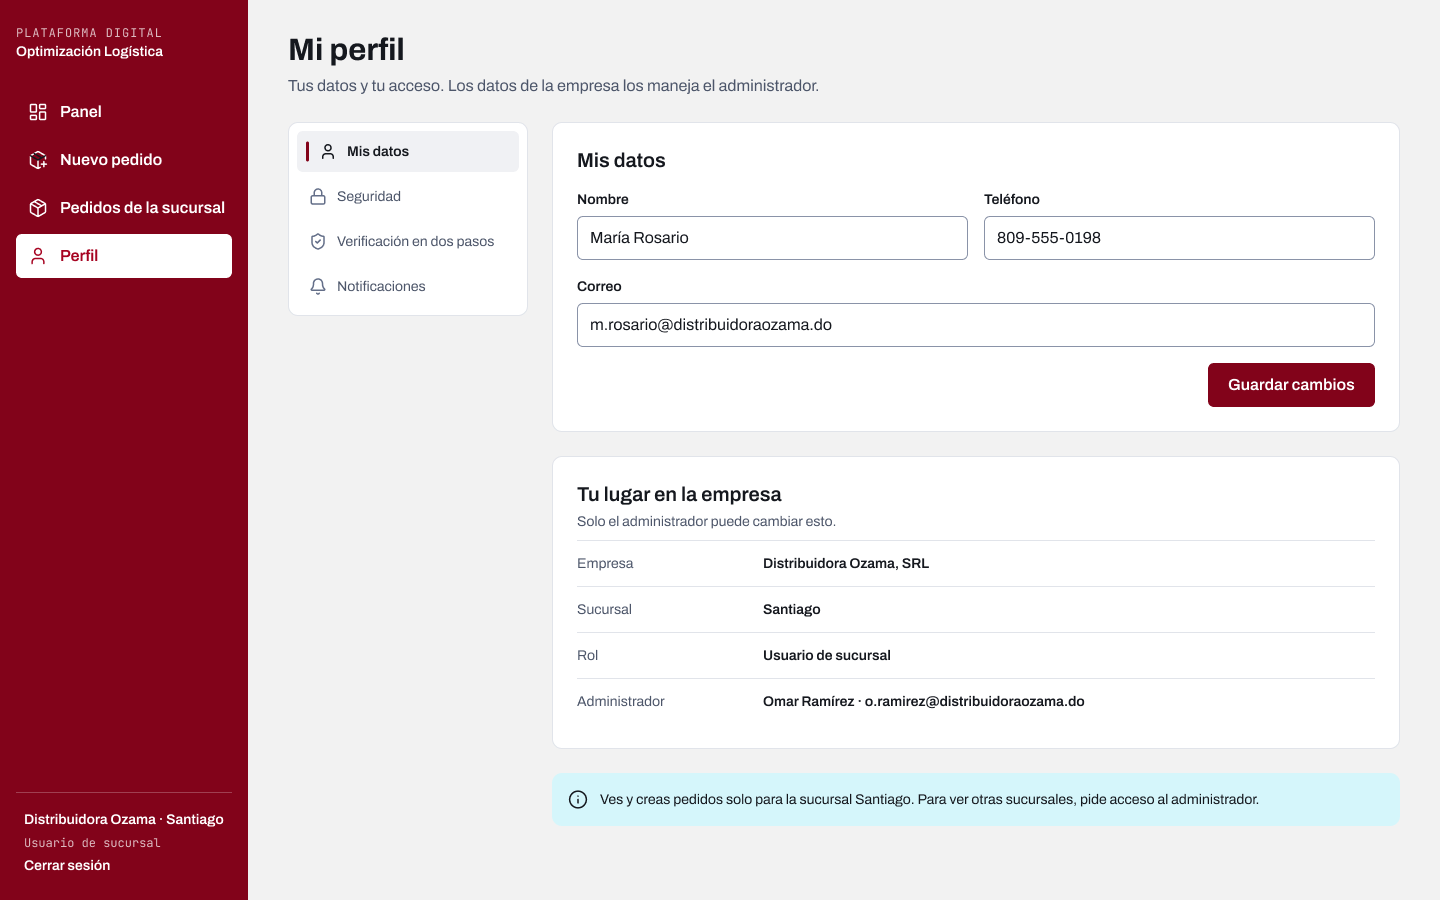 PLATAFORMA DIGITAL
Optimización Logística
Panel
Nuevo pedido
Pedidos de la sucursal
Perfil
Distribuidora Ozama · Santiago
Usuario de sucursal
Cerrar sesión
Mi perfil
Tus datos y tu acceso. Los datos de la empresa los maneja el administrador.
Mis datos
Seguridad
Verificación en dos pasos
Notificaciones
Mis datos
Nombre
María Rosario
Teléfono
809-555-0198
Correo
m.rosario@distribuidoraozama.do
Guardar cambios
Tu lugar en la empresa
Solo el administrador puede cambiar esto.
Empresa Distribuidora Ozama, SRL
Sucursal Santiago
Rol Usuario de sucursal
Administrador Omar Ramírez · o.ramirez@distribuidoraozama.do
Ves y creas pedidos solo para la sucursal Santiago. Para ver otras sucursales, pide acceso al administrador.